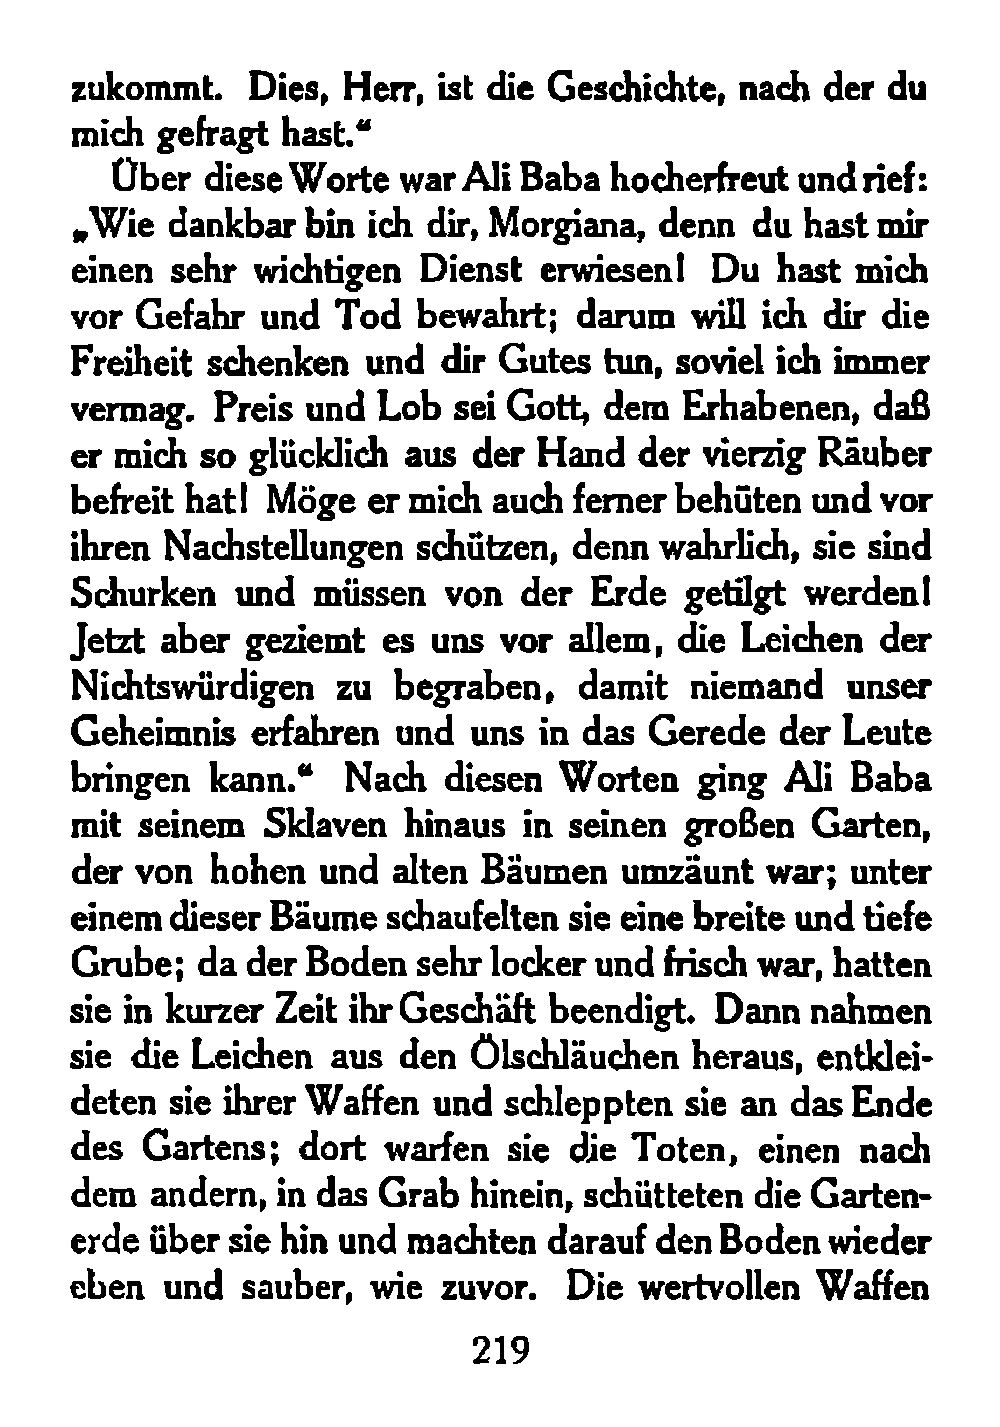 zukommt. Dies, Herr, ist die Geschichte, nach der du
mich gefragt hast.“
Über diese Worte war Ali Baba hocherfreut und rief:
„Wie dankbar bin ich dir, Morgiana, denn du hast mir
einen sehr wichtigen Dienst erwiesen! Du hast mich
vor Gefahr und Tod bewahrt; darum will ich dir die
Freiheit schenken und dir Gutes tun, soviel ich immer
vermag. Preis und Lob sei Gott, dem Erhabenen, daß
er mich so glücklich aus der Hand der vierzig Räuber
befreit hat! Möge er mich auch ferner behüten und vor
ihren Nachstellungen schützen, denn wahrlich, sie sind
Schurken und müssen von der Erde getilgt werden!
Jetzt aber geziemt es uns vor allem, die Leichen der
Nichtswürdigen zu begraben, damit niemand unser
Geheimnis erfahren und uns in das Gerede der Leute
bringen kann.“ Nach diesen Worten ging Ali Baba
mit seinem Sklaven hinaus in seinen großen Garten,
der von hohen und alten Bäumen umzäunt war; unter
einem dieser Bäume schaufelten sie eine breite und tiefe
Grube; da der Boden sehr locker und frisch war, hatten
sie in kurzer Zeit ihr Geschäft beendigt. Dann nahmen
sie die Leichen aus den Ölschläuchen heraus, entklei-
deten sie ihrer Waffen und schleppten sie an das Ende
des Gartens; dort warfen sie die Toten, einen nach
dem andern, in das Grab hinein, schütteten die Garten-
erde über sie hin und machten darauf den Boden wieder
eben und sauber, wie zuvor. Die wertvollen Waffen
219